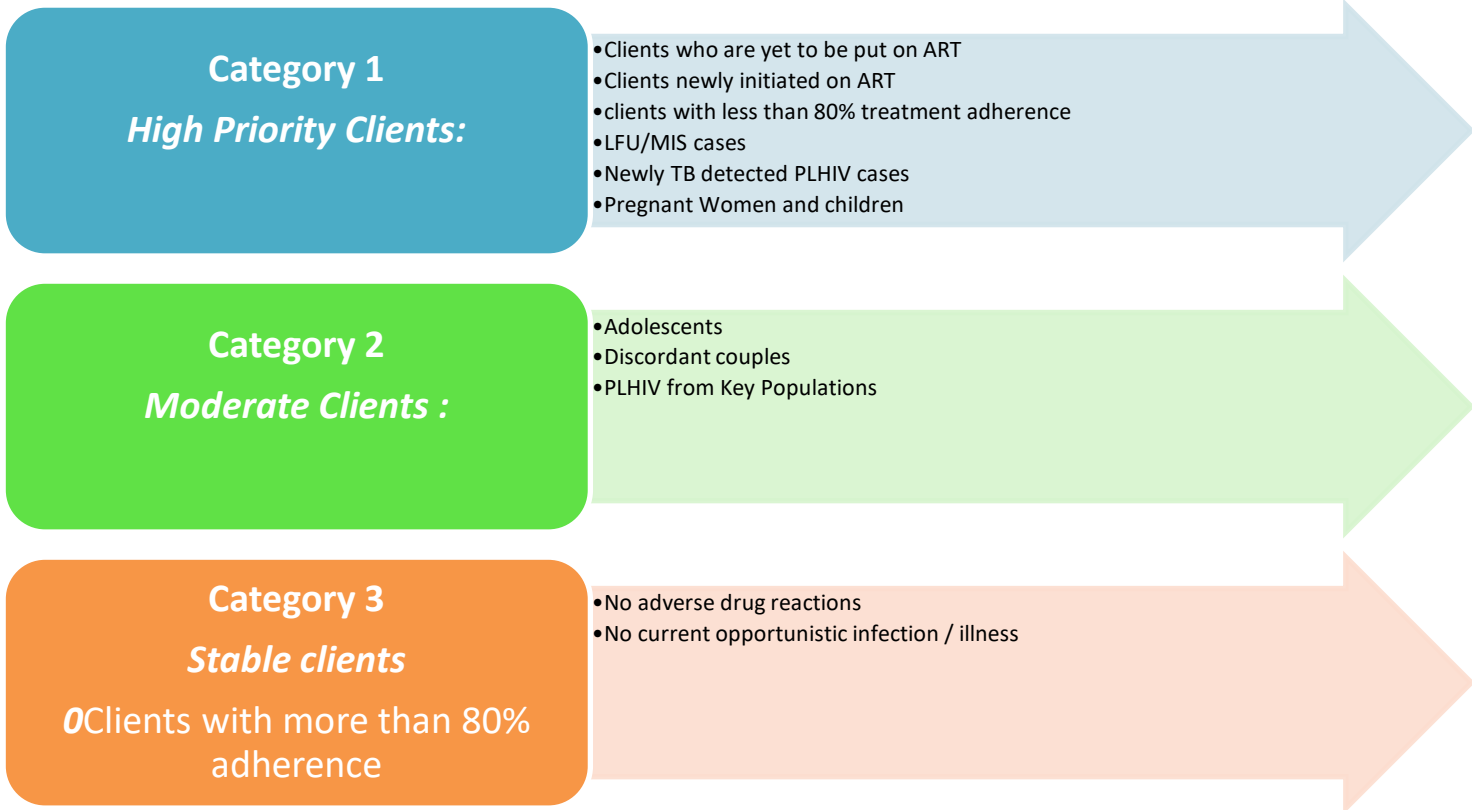 Category 1
High Priority Clients:
•Clients who are yet to be put on ART
•Clients newly initiated on ART
•clients with less than 80% treatment adherence
•LFU/MIS cases
•Newly TB detected PLHIV cases
•Pregnant Women and children
Category 2
Moderate Clients :
•Adolescents
•Discordant couples
•PLHIV from Key Populations
Category 3
Stable clients
0Clients with more than 80%
adherence
•No adverse drug reactions
•No current opportunistic infection / illness